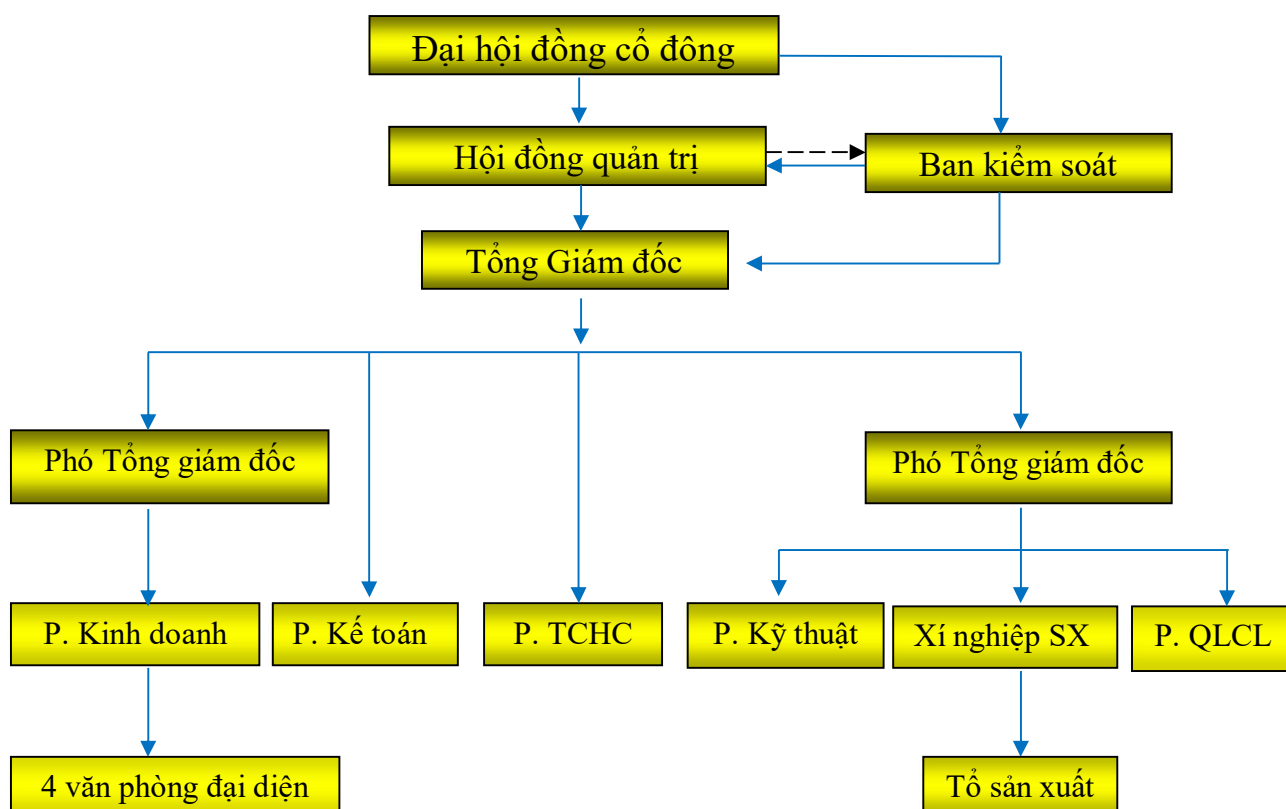 Đại hội đồng cổ đông
Hội đồng quản trị
Ban kiểm soát
Tổng Giám đốc
Phó Tổng giám đốc
Phó Tổng giám đốc
P. Kinh doanh
P. Kế toán
P. TCHC
P. Kỹ thuật
Xí nghiệp SX
P. QLCL
4 văn phòng đại diện
Tổ sản xuất